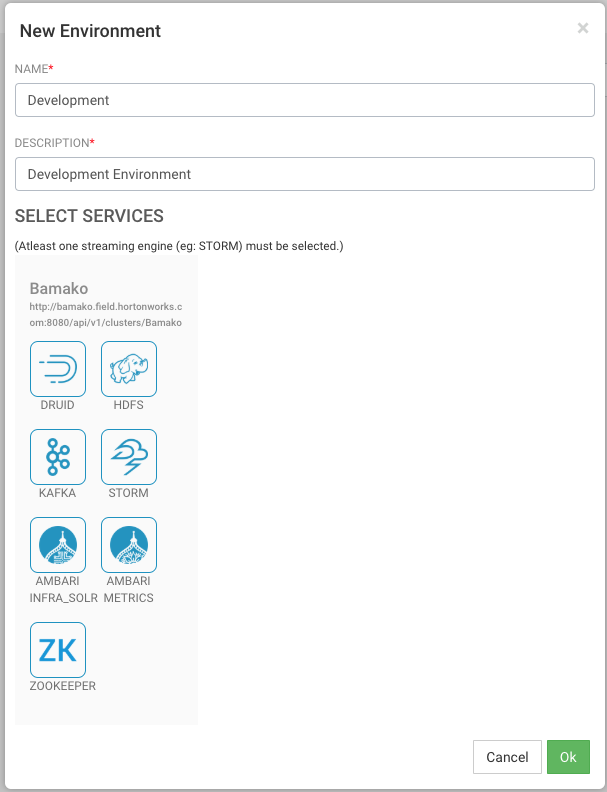 New Environment
×
NAME*
Development
DESCRIPTION*
Development Environment
SELECT SERVICES
(Atleast one streaming engine (eg: STORM) must be selected.)
Bamako
http://bamako.field.hortonworks.c
om:8080/api/v1/clusters/Bamako
DRUID HDFS
KAFKA STORM
AMBARI AMBARI
INFRA_SOLR METRICS
ZK
ZOOKEEPER
Cancel Ok